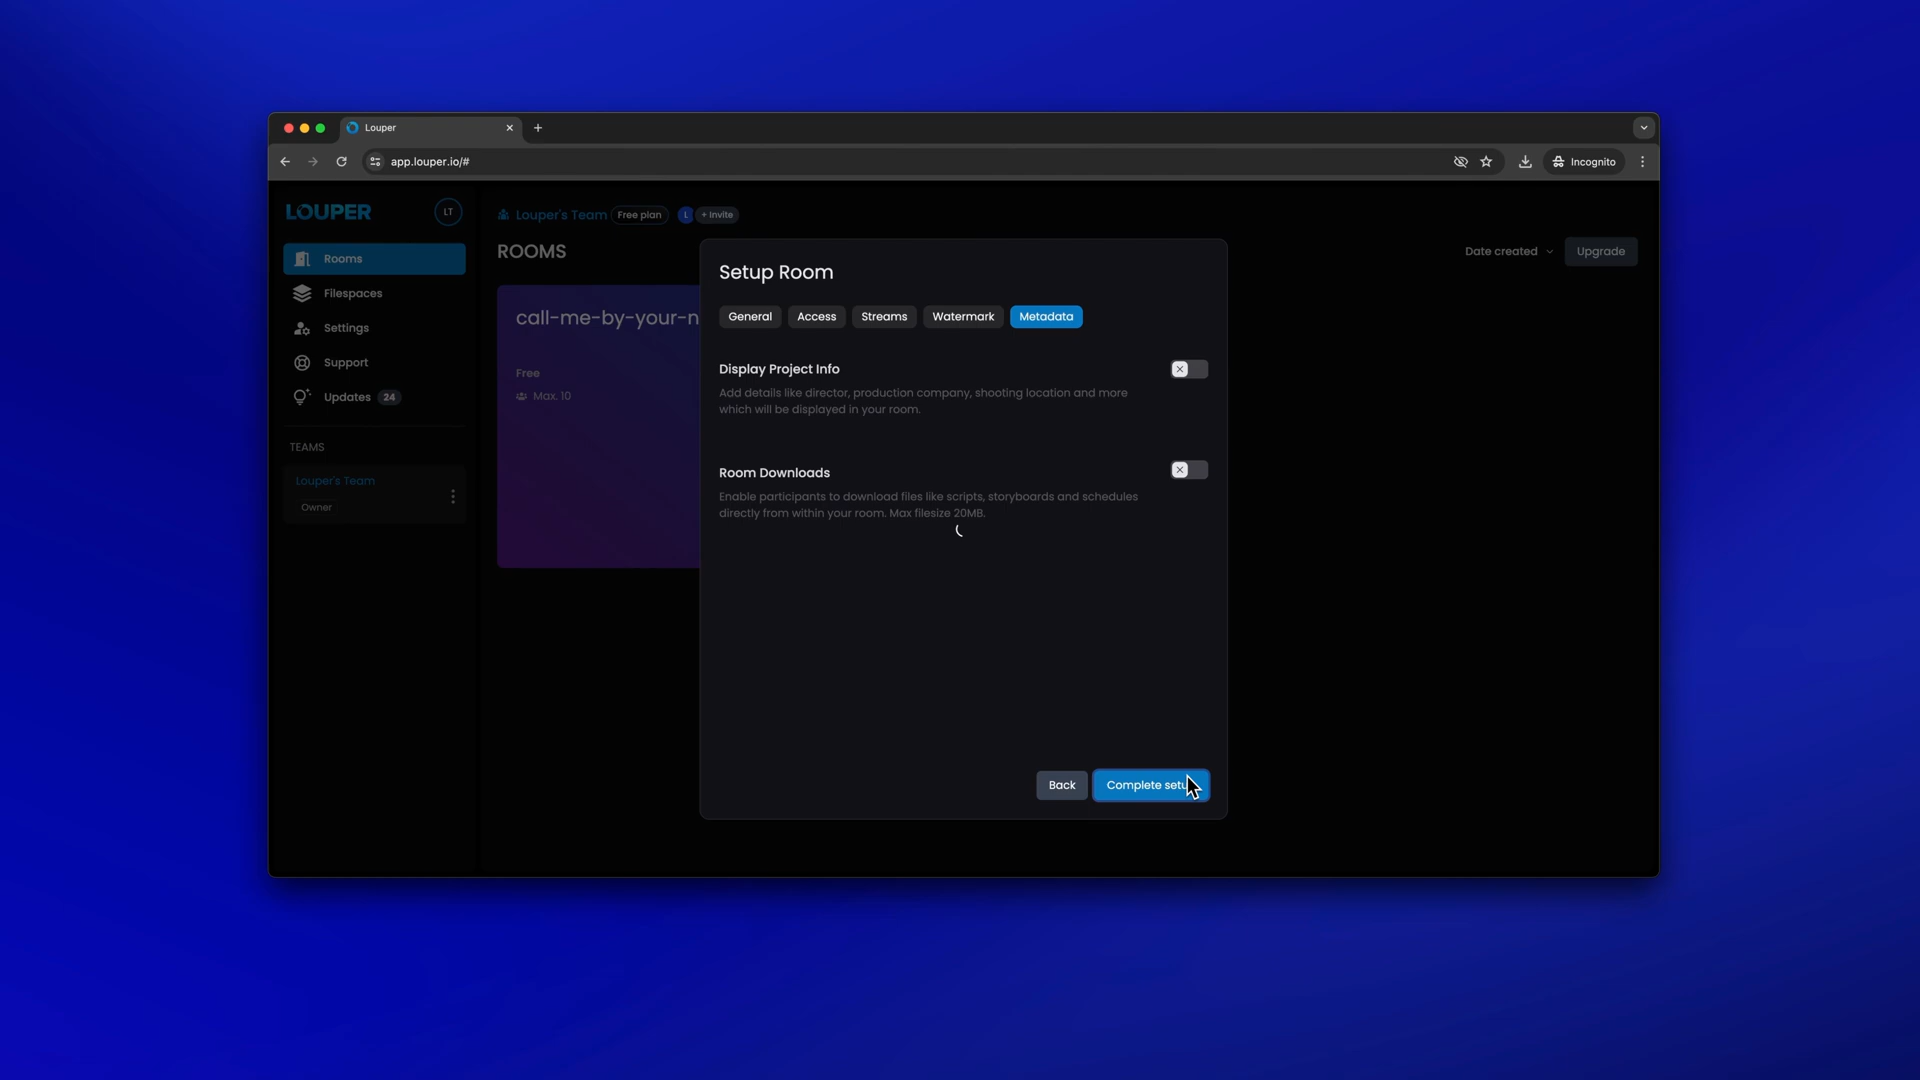 Louper
app.louper.io/#
Incognito
LOUPER
LT
Louper's Team
Free plan
L
+ Invite
Rooms
ROOMS
Date created
Upgrade
Filespaces
Settings
Support
Updates
24
TEAMS
Louper's Team
Owner
call-me-by-your-n
Free
Max. 10
Setup Room
General
Access
Streams
Watermark
Metadata
Display Project Info
Add details like director, production company, shooting location and more
which will be displayed in your room.
Room Downloads
Enable participants to download files like scripts, storyboards and schedules
directly from within your room. Max filesize 20MB.
Back
Complete setu